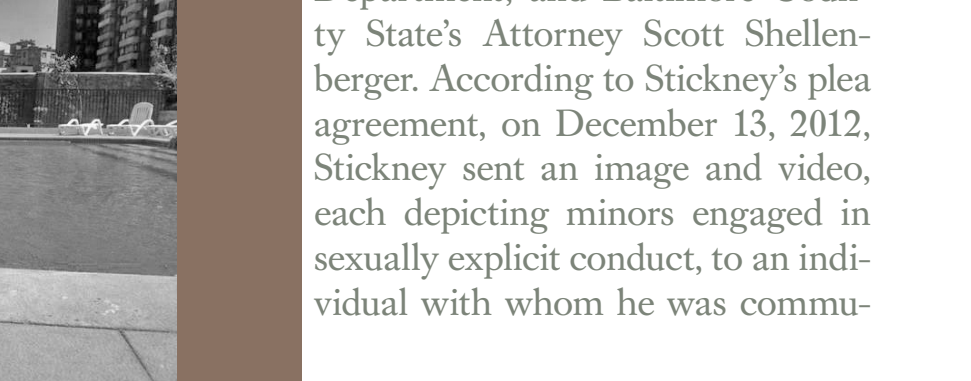 Department, and Baltimore Coun-
ty State’s Attorney Scott Shellen-
berger. According to Stickney’s plea
agreement, on December 13, 2012,
Stickney sent an image and video,
each depicting minors engaged in
sexually explicit conduct, to an indi-
vidual with whom he was commu-